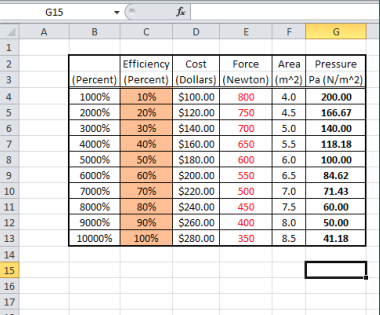 G15 fx
A B C D E F G
1
2 Efficiency Cost Force Area Pressure
3 (Percent) (Percent) (Dollars) (Newton) (m^2) Pa (N/m^2)
4 1000% 10% $100.00 800 4.0 200.00
5 2000% 20% $120.00 750 4.5 166.67
6 3000% 30% $140.00 700 5.0 140.00
7 4000% 40% $160.00 650 5.5 118.18
8 5000% 50% $180.00 600 6.0 100.00
9 6000% 60% $200.00 550 6.5 84.62
10 7000% 70% $220.00 500 7.0 71.43
11 8000% 80% $240.00 450 7.5 60.00
12 9000% 90% $260.00 400 8.0 50.00
13 10000% 100% $280.00 350 8.5 41.18
14
15
16
17